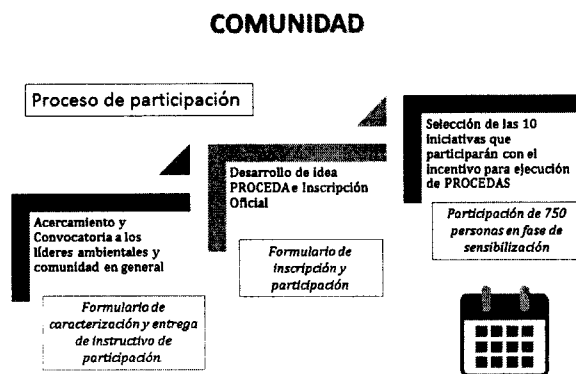 COMUNIDAD
Proceso de participación
Acercamiento y
Convocatoria a los
líderes ambientales y
comunidad en general
Formulario de
caracterización y entrega
de instructivo de
participación.
Desarrollo de idea
PROCEDA e Inscripción
Oficial
Formulario de
inscripción y
participación
Selección de las 10
iniciativas que
participarán con el
incentivo para ejecución
de PROCEDAS
Participación de 750
personas en fase de
sensibilización